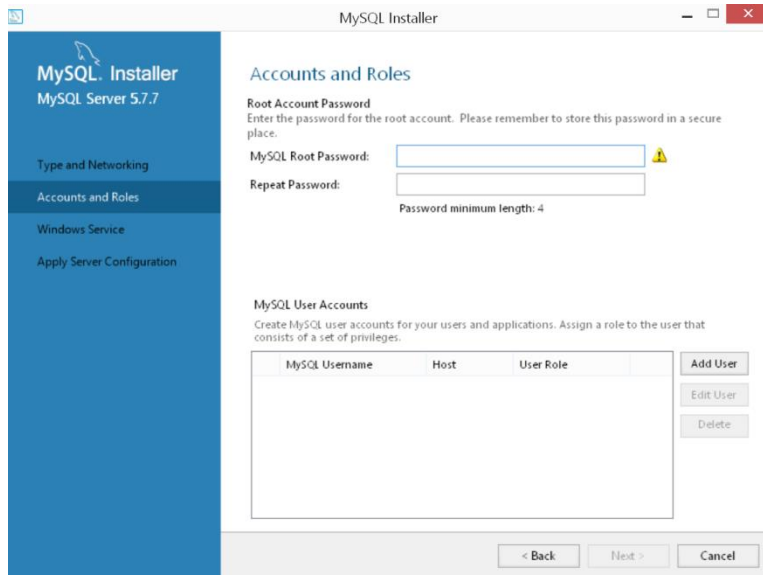 MySQL Installer
MySQL. Installer
MySQL Server 5.7.7
Type and Networking
Accounts and Roles
Windows Service
Apply Server Configuration
Accounts and Roles
Root Account Password
Enter the password for the root account. Please remember to store this password in a secure
place.
MySQL Root Password:
Repeat Password:
Password minimum length: 4
MySQL User Accounts
Create MySQL user accounts for your users and applications. Assign a role to the user that
consists of a set of privileges.
MySQL Username Host User Role
Add User
Edit User
Delete
< Back Next > Cancel